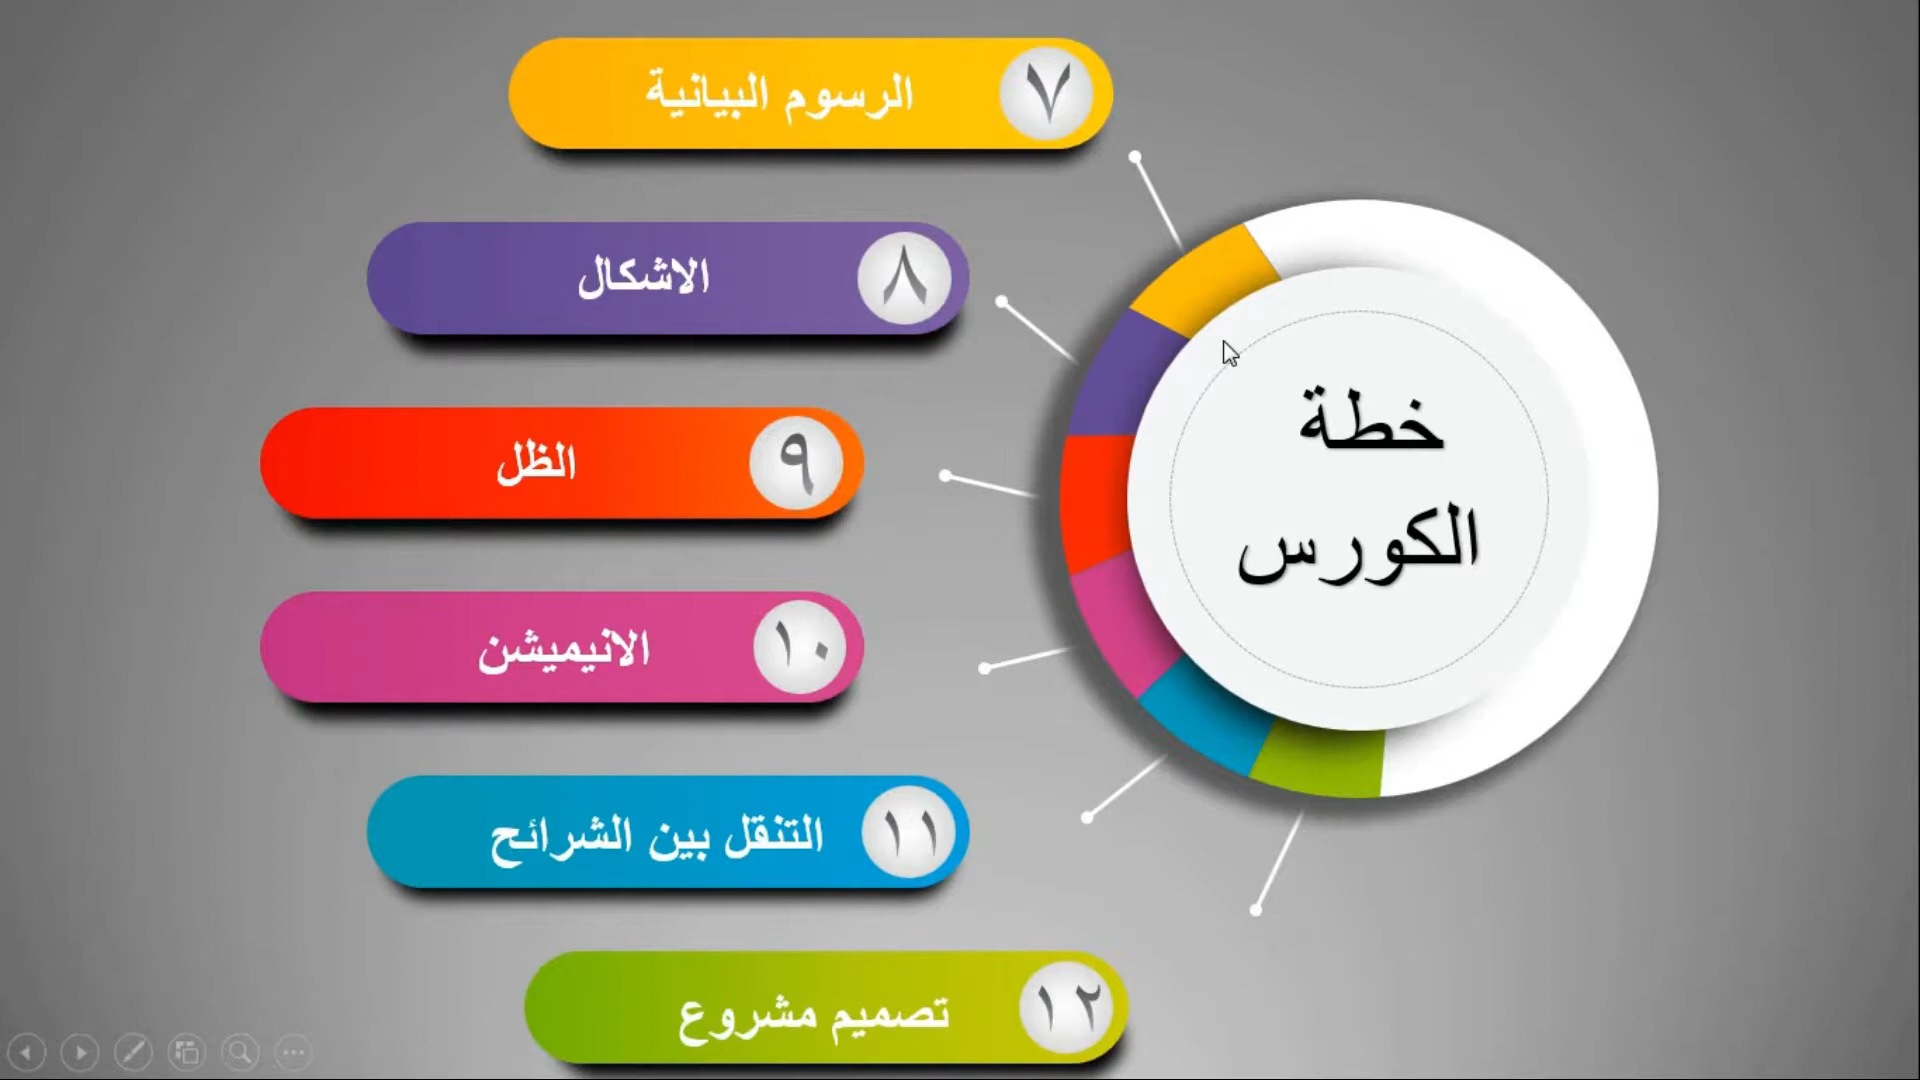 خطة
الكورس
٧ الرسوم البيانية
٨ الاشكال
٩ الظل
١٠ الانيميشن
١١ التنقل بين الشرائح
١٢ تصميم مشروع